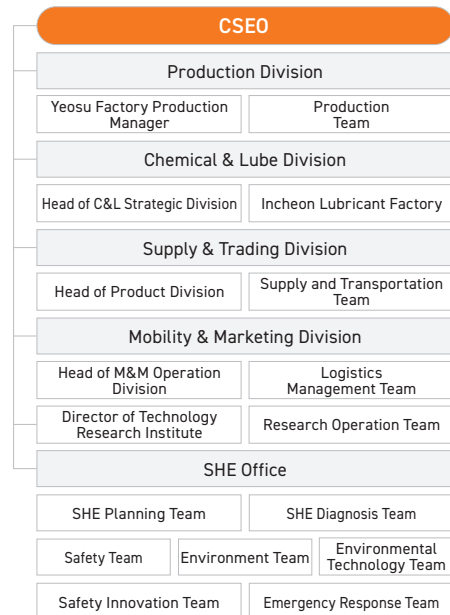 CSEO
Production Division
Yeosu Factory Production
Manager
Production
Team
Chemical & Lube Division
Head of C&L Strategic Division
Incheon Lubricant Factory
Supply & Trading Division
Head of Product Division
Supply and Transportation
Team
Mobility & Marketing Division
Head of M&M Operation
Division
Logistics
Management Team
Director of Technology
Research Institute
Research Operation Team
SHE Office
SHE Planning Team
SHE Diagnosis Team
Safety Team
Environment Team
Environmental
Technology Team
Safety Innovation Team
Emergency Response Team